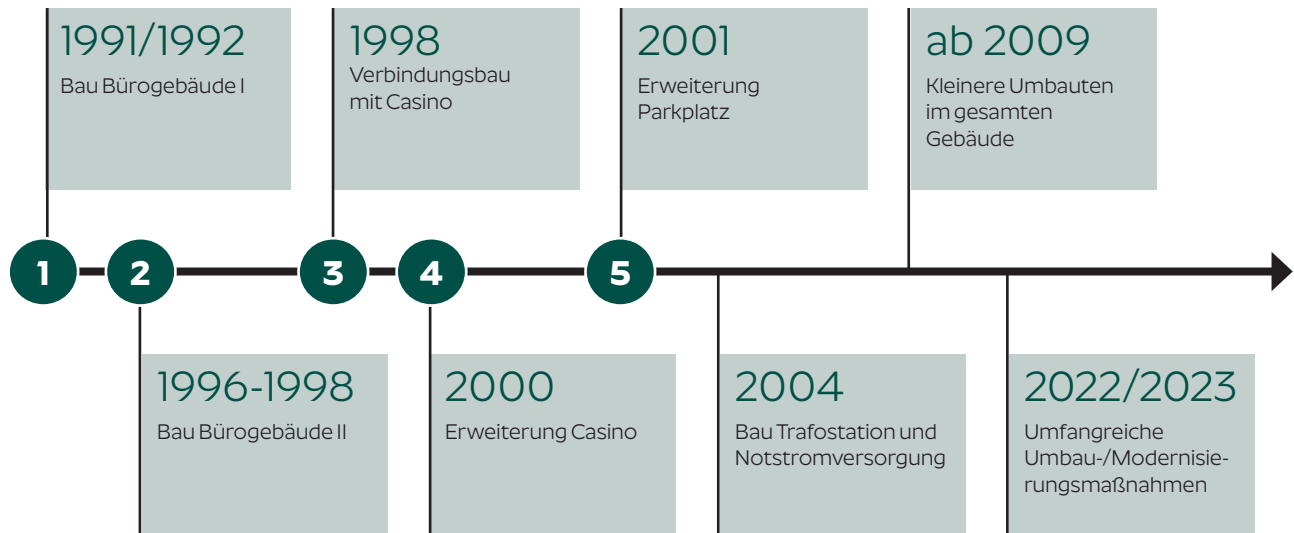 1991/1992
Bau Bürogebäude I
1998
Verbindungsbau
mit Casino
2001
Erweiterung
Parkplatz
ab 2009
Kleinere Umbauten
im gesamten
Gebäude
1
2
3
4
5
1996-1998
Bau Bürogebäude II
2000
Erweiterung Casino
2004
Bau Trafostation und
Notstromversorgung
2022/2023
Umfangreiche
Umbau-/Modernisie-
rungsmaßnahmen